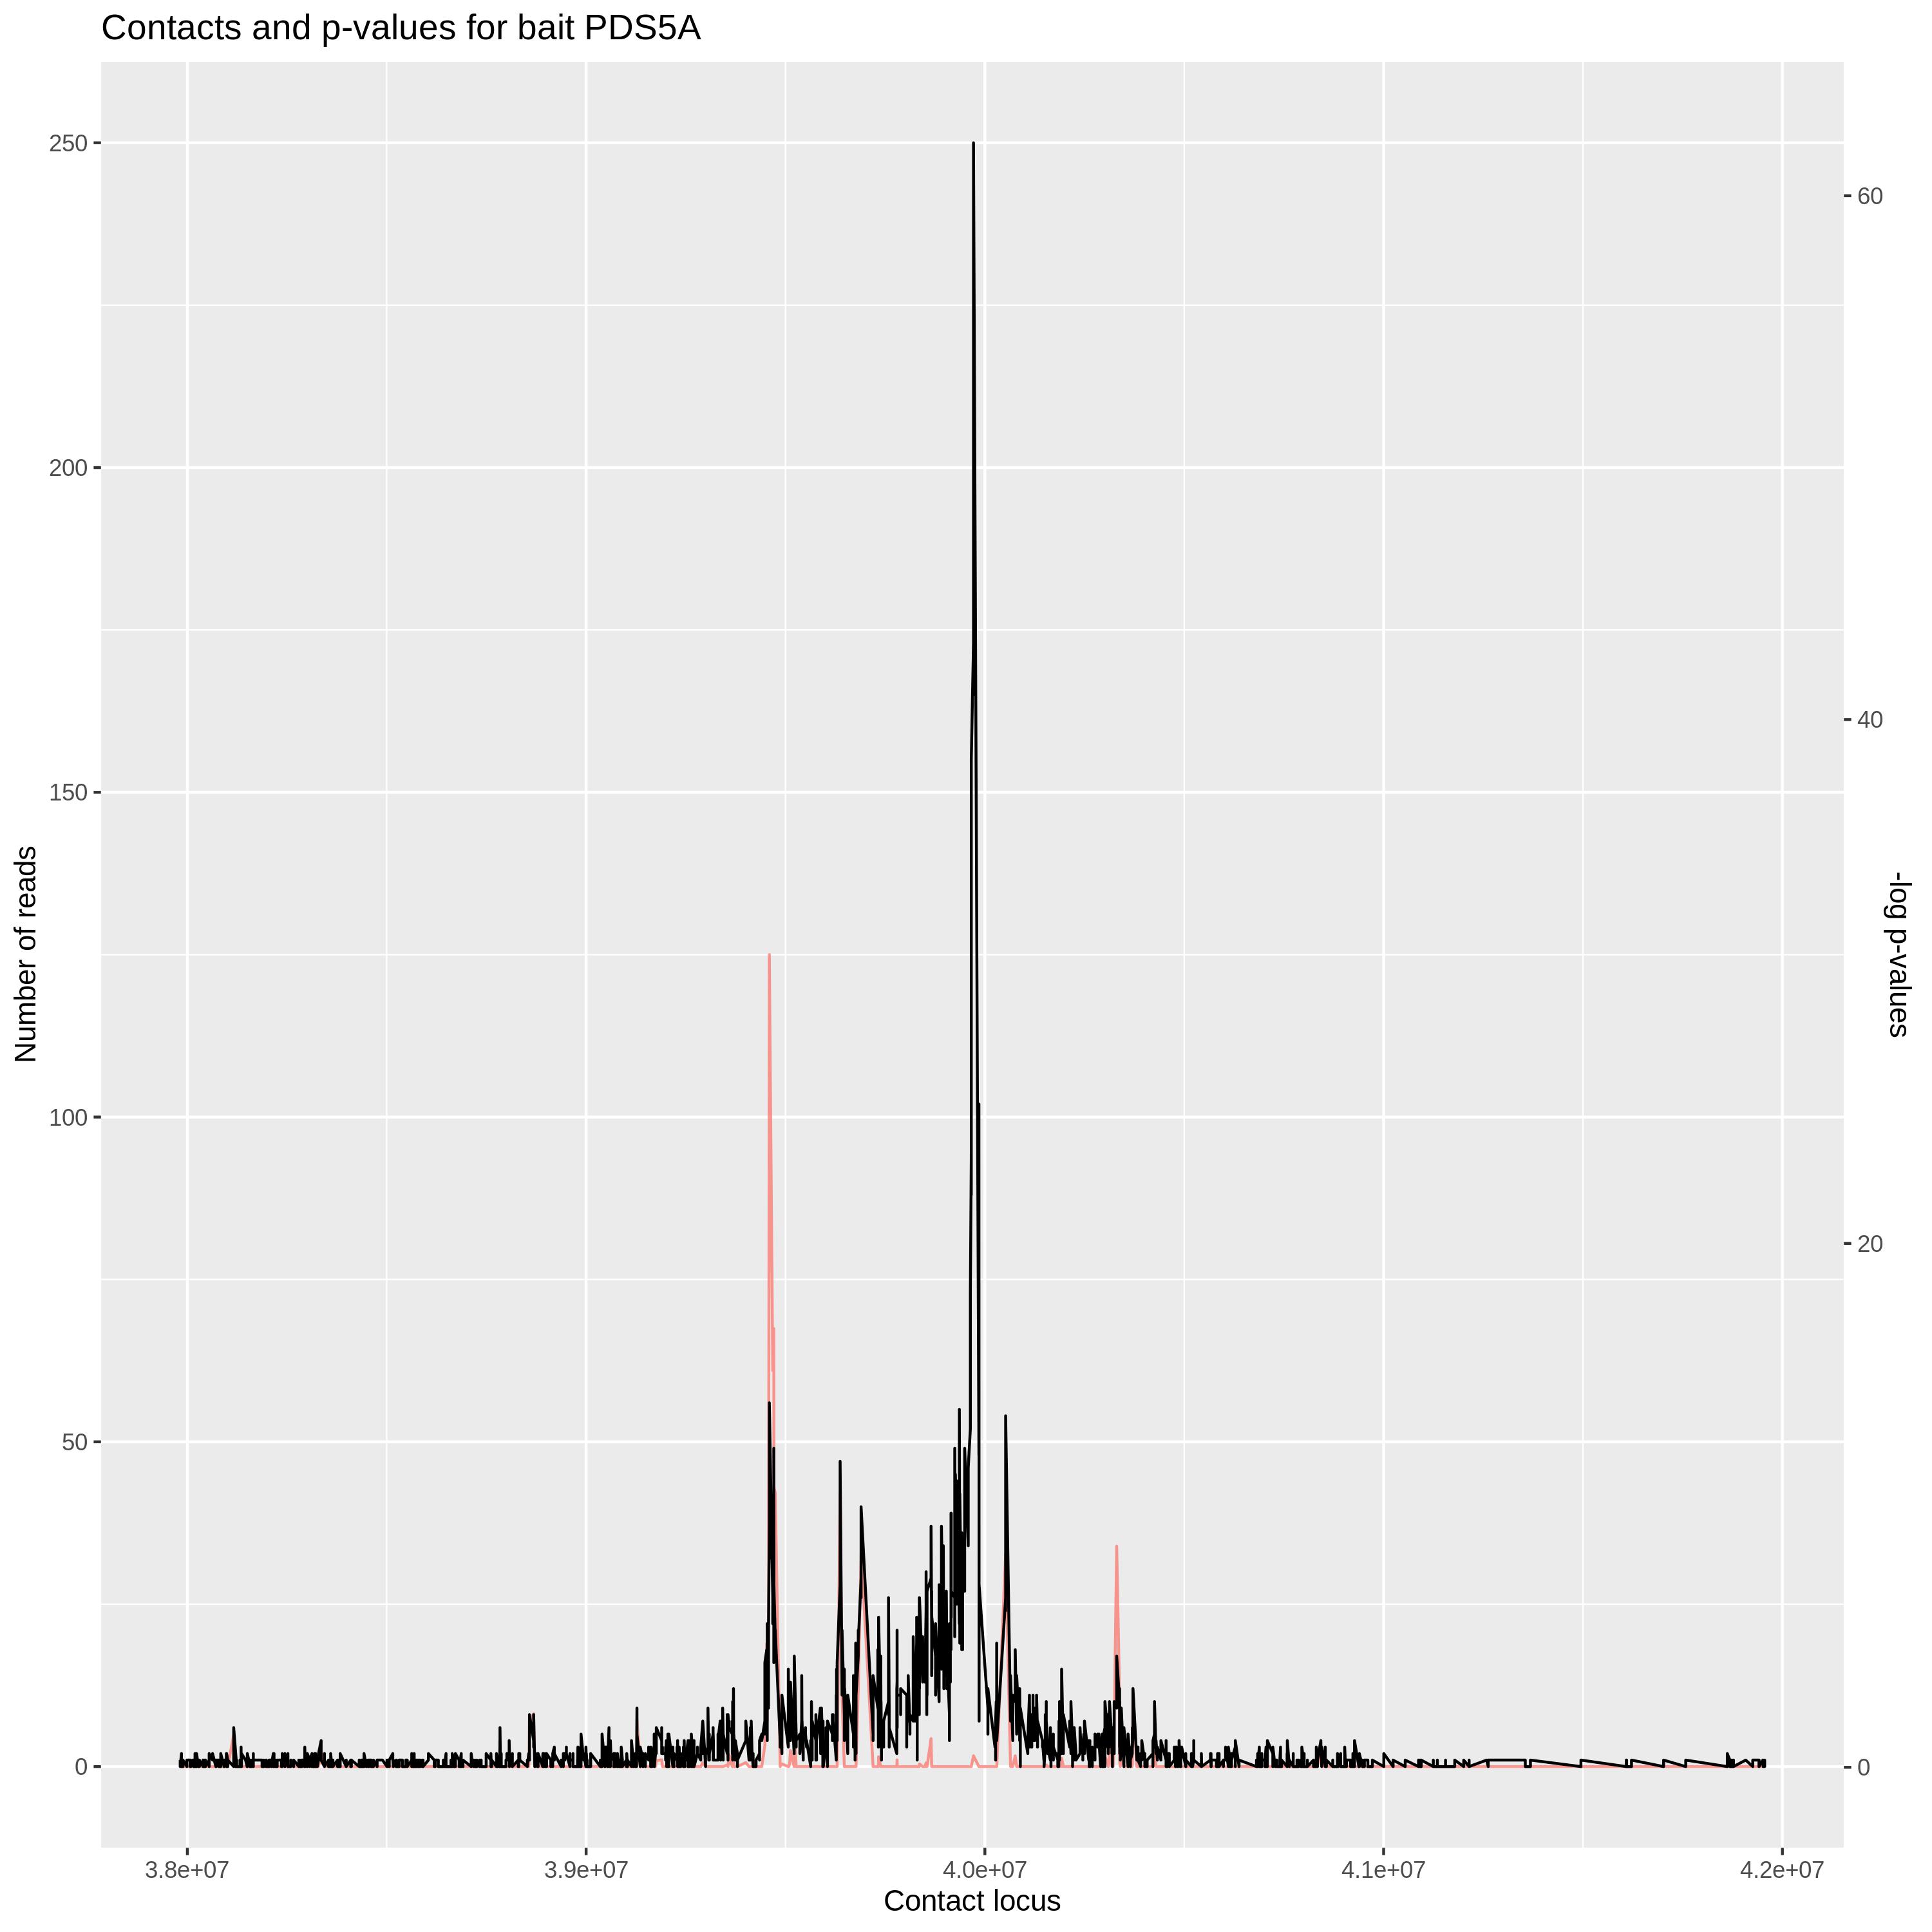 Contacts and p-values for bait PDS5A
250
200
150
100
50
0
Number of reads
60
40
20
0
-log p-values
3.8e+07
3.9e+07
4.0e+07
4.1e+07
4.2e+07
Contact locus